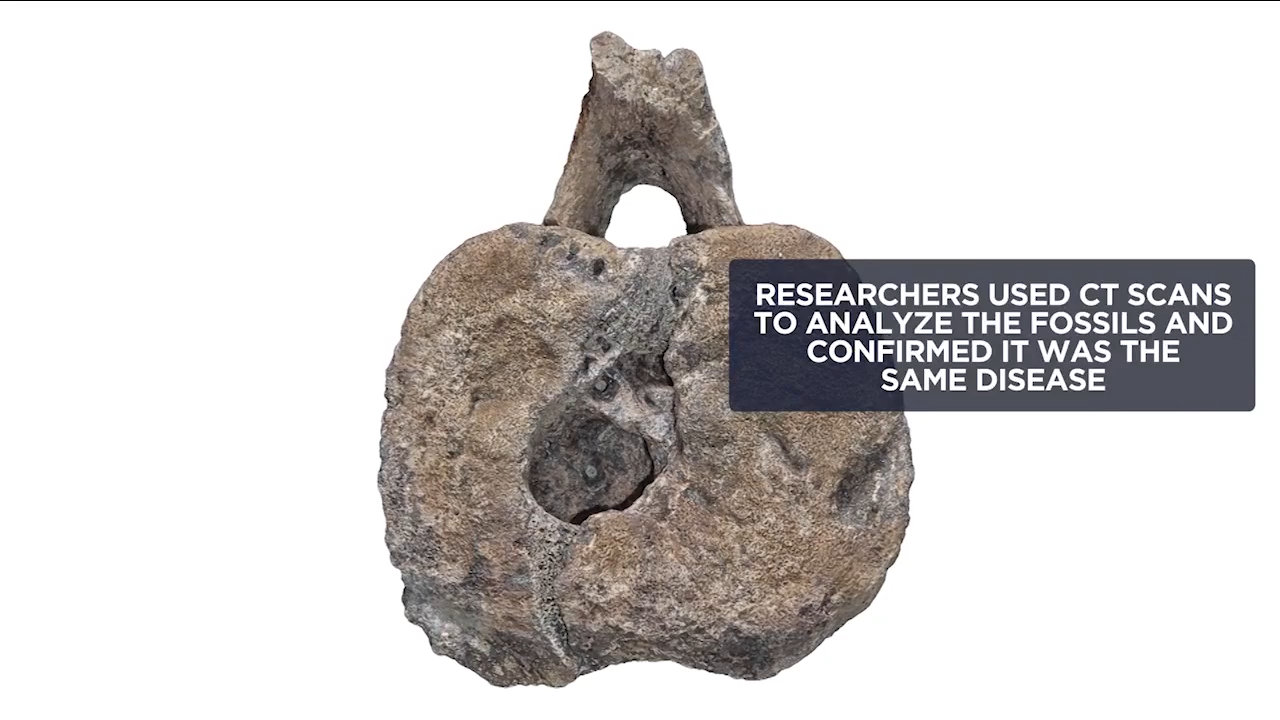 RESEARCHERS USED CT SCANS
TO ANALYZE THE FOSSILS AND
CONFIRMED IT WAS THE
SAME DISEASE